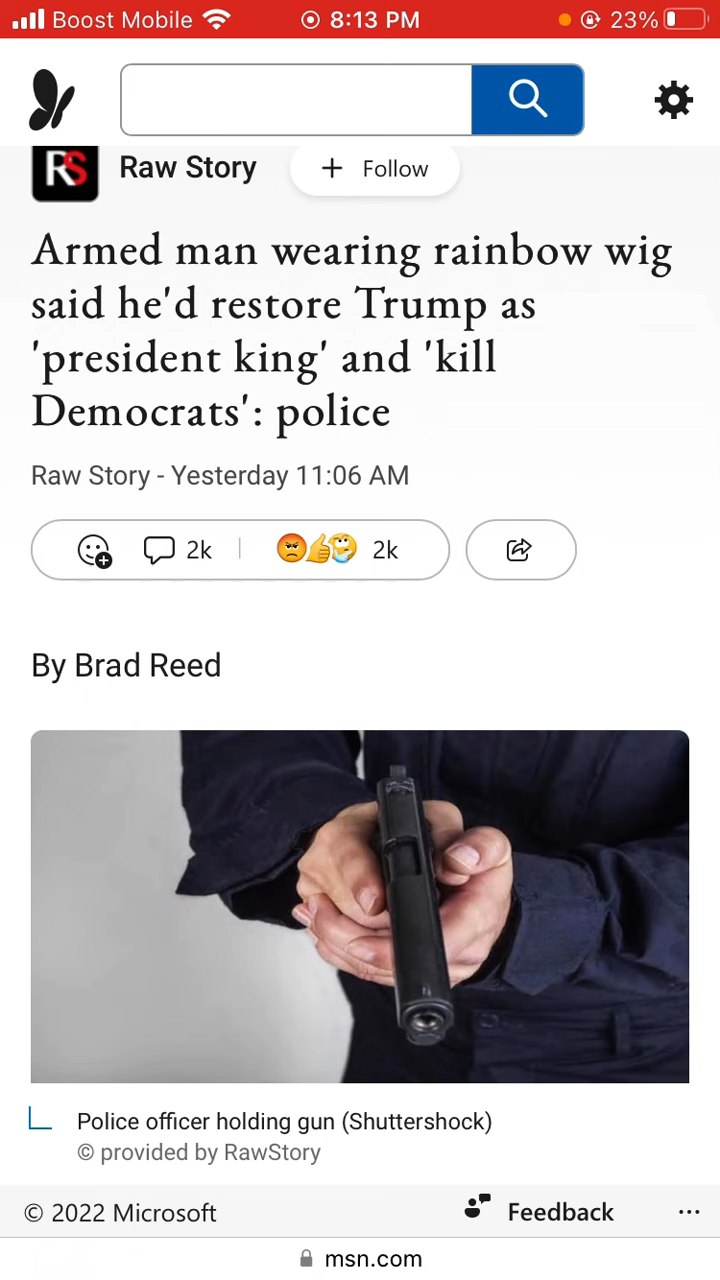 Boost Mobile 8:13 PM 23%
RS Raw Story + Follow
Armed man wearing rainbow wig
said he'd restore Trump as
'president king' and 'kill
Democrats': police
Raw Story - Yesterday 11:06 AM
2k 2k
By Brad Reed
Police officer holding gun (Shuttershock)
© provided by RawStory
© 2022 Microsoft Feedback ...
msn.com